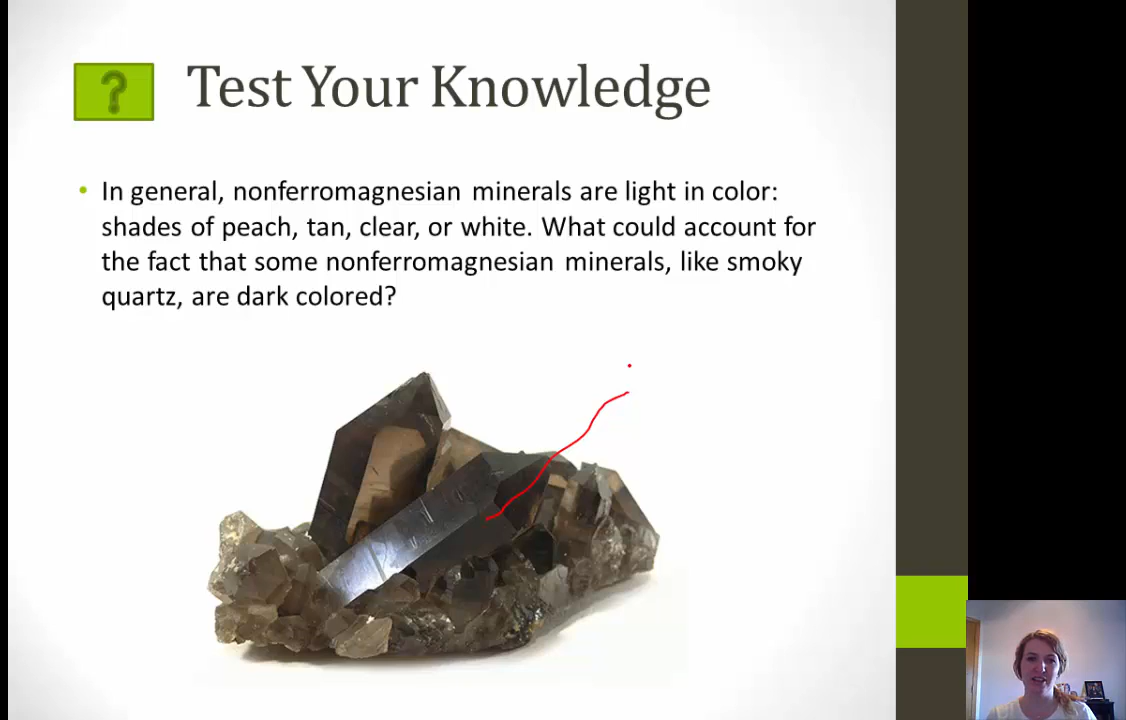 ?
Test Your Knowledge
In general, nonferromagnesian minerals are light in color:
shades of peach, tan, clear, or white. What could account for
the fact that some nonferromagnesian minerals, like smoky
quartz, are dark colored?